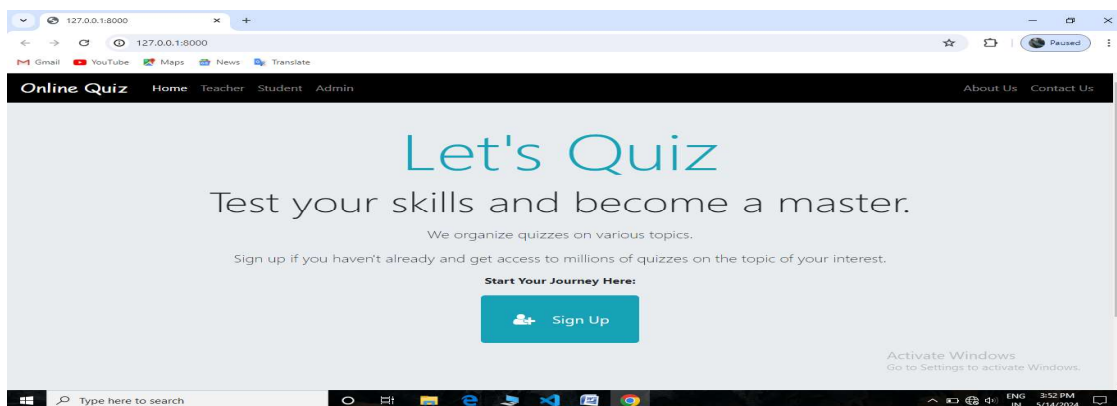 127.0.0.1:8000
127.0.0.1:8000 Paused
Gmail YouTube Maps News Translate
Online Quiz Home Teacher Student Admin About Us Contact Us
Let's Quiz
Test your skills and become a master.
We organize quizzes on various topics.
Sign up if you haven't already and get access to millions of quizzes on the topic of your interest.
Start Your Journey Here:
Sign Up
Activate Windows
Go to Settings to activate Windows.
Type here to search ENG 3:52 PM
IN 5/14/2024